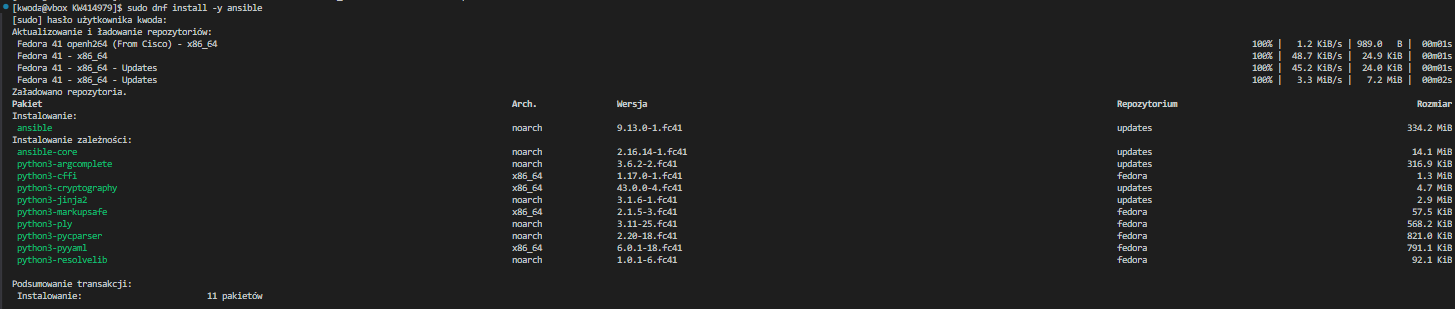 [kwoda@vbox KW414979]$ sudo dnf install -y ansible
[sudo] hasło użytkownika kwoda:
Aktualizowanie i ładowanie repozytoriów:
Fedora 41 openh264 (From Cisco) - x86_64 100% | 1.2 KiB/s | 989.0 B | 00m01s
Fedora 41 - x86_64 100% | 48.7 KiB/s | 24.9 KiB | 00m01s
Fedora 41 - x86_64 - Updates 100% | 45.2 KiB/s | 24.0 KiB | 00m01s
Fedora 41 - x86_64 - Updates 100% | 3.3 MiB/s | 7.2 MiB | 00m02s
Załadowano repozytoria.
Pakiet Arch. Wersja Repozytorium Rozmiar
Instalowanie:
ansible noarch 9.13.0-1.fc41 updates 334.2 MiB
Instalowanie zależności:
ansible-core noarch 2.16.14-1.fc41 updates 14.1 MiB
python3-argcomplete noarch 3.6.2-2.fc41 updates 316.9 KiB
python3-cffi x86_64 1.17.0-1.fc41 fedora 1.3 MiB
python3-cryptography x86_64 43.0.0-4.fc41 updates 4.7 MiB
python3-jinja2 noarch 3.1.6-1.fc41 updates 2.9 MiB
python3-markupsafe x86_64 2.1.5-3.fc41 fedora 57.5 KiB
python3-ply noarch 3.11-25.fc41 fedora 568.2 KiB
python3-pycparser noarch 2.20-18.fc41 fedora 821.0 KiB
python3-pyyaml x86_64 6.0.1-18.fc41 fedora 791.1 KiB
python3-resolvelib noarch 1.0.1-6.fc41 fedora 92.1 KiB
Podsumowanie transakcji:
Instalowanie: 11 pakietów